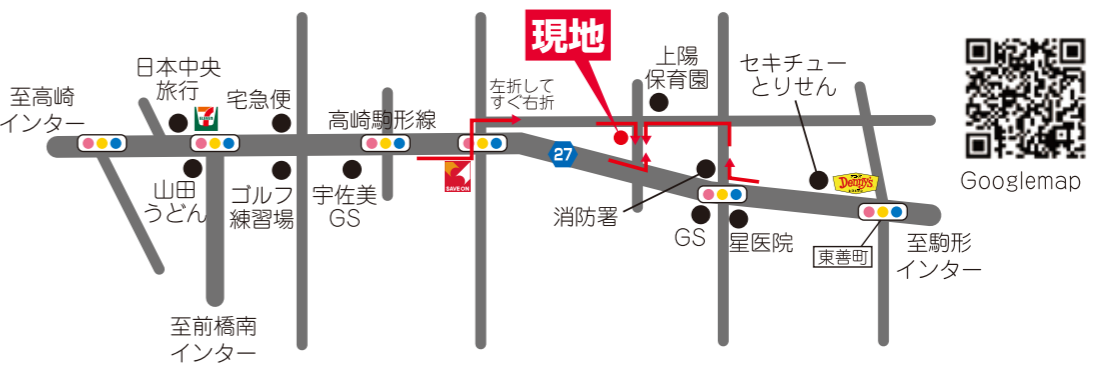 現地
上陽
保育園
セキチュー
とりせん
日本中央
旅行
宅急便
左折して
すぐ右折
至高崎
インター
7
ELEVEN
高崎駒形線
27
Denny's
Googlemap
山田
うどん
ゴルフ
練習場
宇佐美
GS
SAVE ON
消防署
GS
星医院
東善町
至駒形
インター
至前橋南
インター